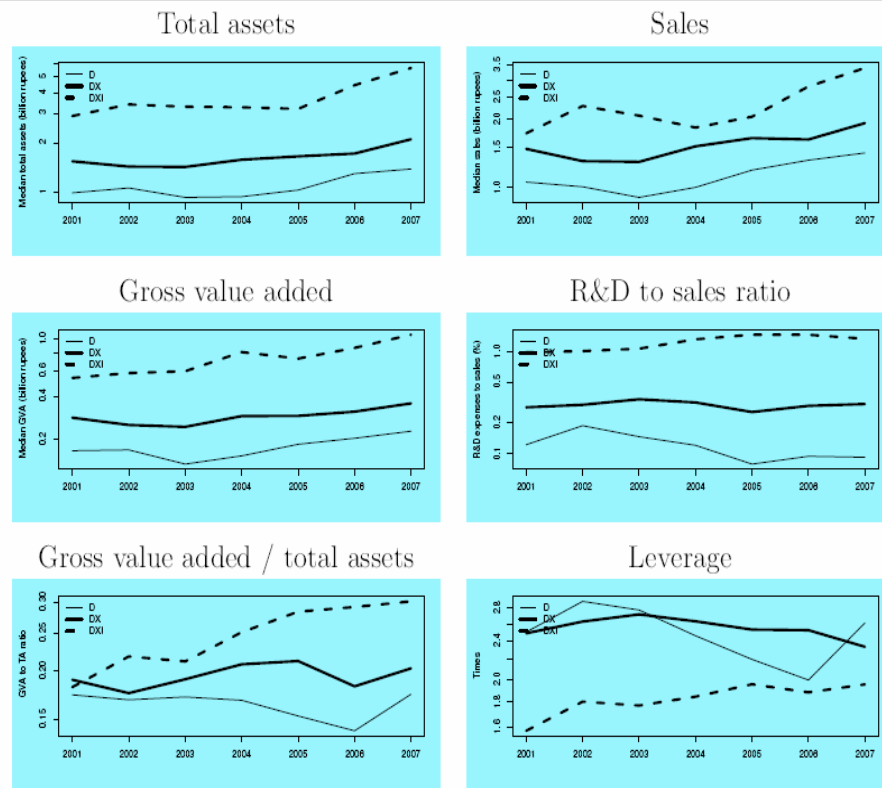 Total assets
Median total assets (billion rupees)
5
4
3
2
1
D
DX
DXI
2001 2002 2003 2004 2005 2006 2007
Sales
Median sales (billion rupees)
3.5
2.5
2.0
1.5
1.0
D
DX
DXI
2001 2002 2003 2004 2005 2006 2007
Gross value added
Median GVA (billion rupees)
1.0
0.6
0.4
0.2
D
DX
DXI
2001 2002 2003 2004 2005 2006 2007
R&D to sales ratio
R&D expenses to sales (%)
1.0
0.5
0.2
0.1
D
DX
DXI
2001 2002 2003 2004 2005 2006 2007
Gross value added / total assets
GVA to TA ratio
0.30
0.25
0.20
0.15
D
DX
DXI
2001 2002 2003 2004 2005 2006 2007
Leverage
Times
2.8
2.4
2.0
1.6
D
DX
DXI
2001 2002 2003 2004 2005 2006 2007